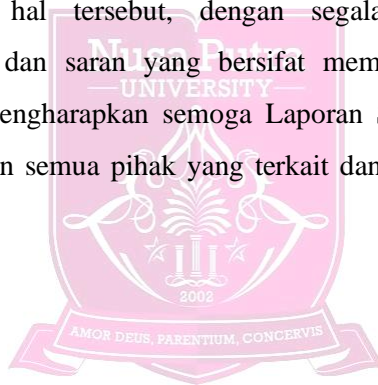 hal tersebut, dengan segala
dan saran yang bersifat mem
engharapkan semoga Laporan
n semua pihak yang terkait dan
Nusa Putra
UNIVERSITY
2002
AMOR DEUS, PARENTIUM, CONCERVIS